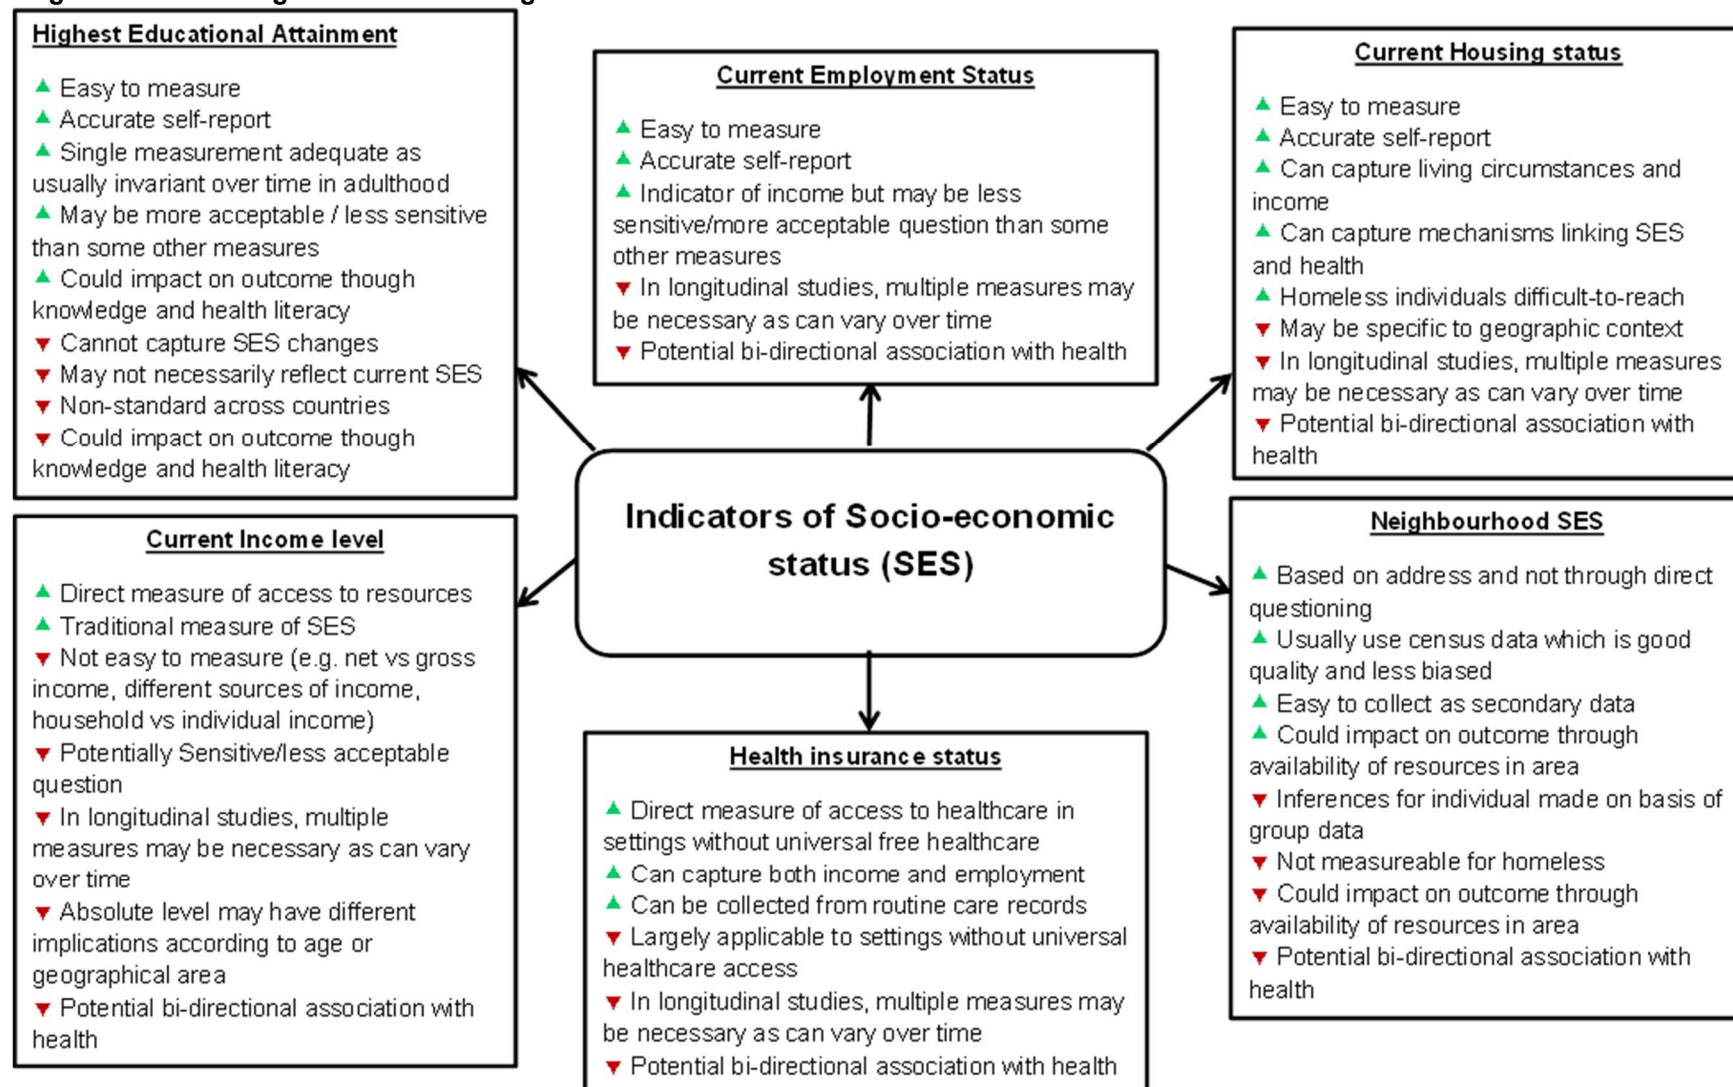 Highest Educational Attainment
▲ Easy to measure
▲ Accurate self-report
▲ Single measurement adequate as
usually invariant over time in adulthood
▲ May be more acceptable / less sensitive
than some other measures
▲ Could impact on outcome though
knowledge and health literacy
▼ Cannot capture SES changes
▼ May not necessarily reflect current SES
▼ Non-standard across countries
▼ Could impact on outcome though
knowledge and health literacy
Current Employment Status
▲ Easy to measure
▲ Accurate self-report
▲ Indicator of income but may be less
sensitive/more acceptable question than some
other measures
▼ In longitudinal studies, multiple measures may
be necessary as can vary over time
▼ Potential bi-directional association with health
Current Housing status
▲ Easy to measure
▲ Accurate self-report
▲ Can capture living circumstances and
income
▲ Can capture mechanisms linking SES
and health
▲ Homeless individuals difficult-to-reach
▼ May be specific to geographic context
▼ In longitudinal studies, multiple measures
may be necessary as can vary over time
▼ Potential bi-directional association with
health
Indicators of Socio-economic
status (SES)
Current Income level
▲ Direct measure of access to resources
▲ Traditional measure of SES
▼ Not easy to measure (e.g. net vs gross
income, different sources of income,
household vs individual income)
▼ Potentially Sensitive/less acceptable
question
▼ In longitudinal studies, multiple
measures may be necessary as can vary
over time
▼ Absolute level may have different
implications according to age or
geographical area
▼ Potential bi-directional association with
health
Health insurance status
▲ Direct measure of access to healthcare in
settings without universal free healthcare
▲ Can capture both income and employment
▲ Can be collected from routine care records
▼ Largely applicable to settings without universal
healthcare access
▼ In longitudinal studies, multiple measures may
be necessary as can vary over time
▼ Potential bi-directional association with health
Neighbourhood SES
▲ Based on address and not through direct
questioning
▲ Usually use census data which is good
quality and less biased
▲ Easy to collect as secondary data
▲ Could impact on outcome through
availability of resources in area
▼ Inferences for individual made on basis of
group data
▼ Not measureable for homeless
▼ Could impact on outcome through
availability of resources in area
▼ Potential bi-directional association with
health